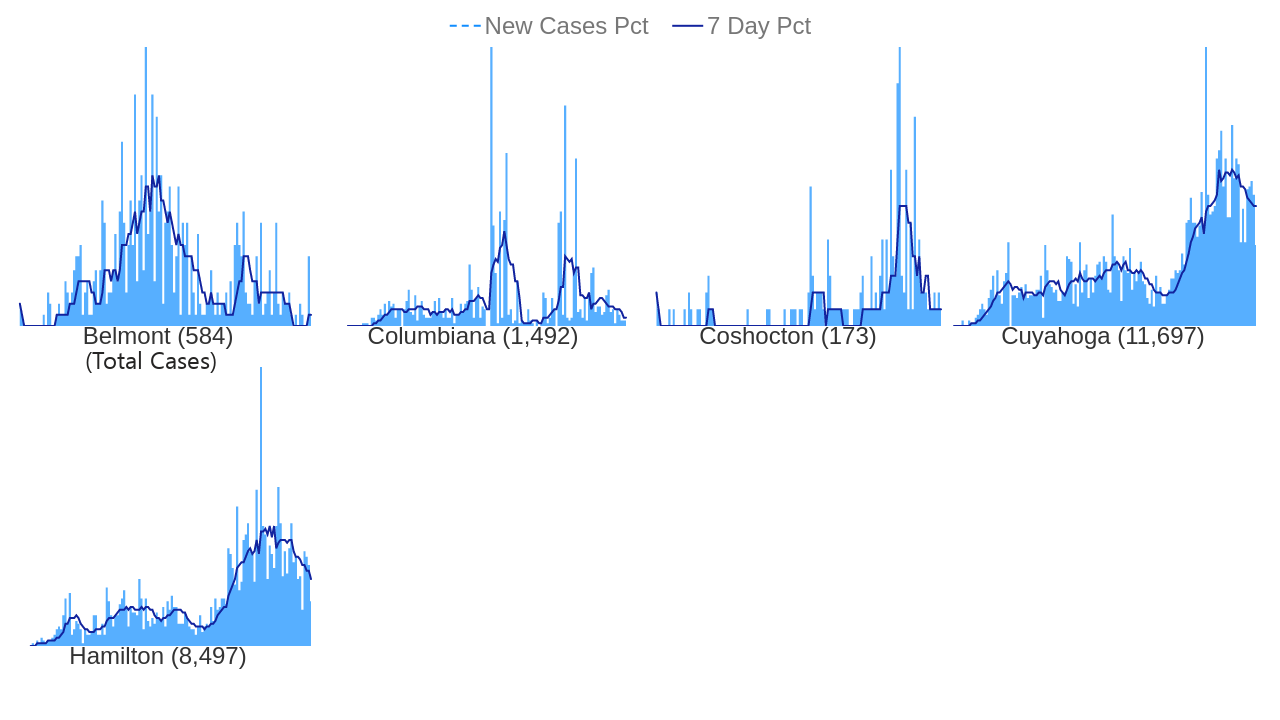 New Cases Pct 7 Day Pct
Belmont (584) Columbiana (1,492) Coshocton (173) Cuyahoga (11,697)
(Total Cases)
Hamilton (8,497)